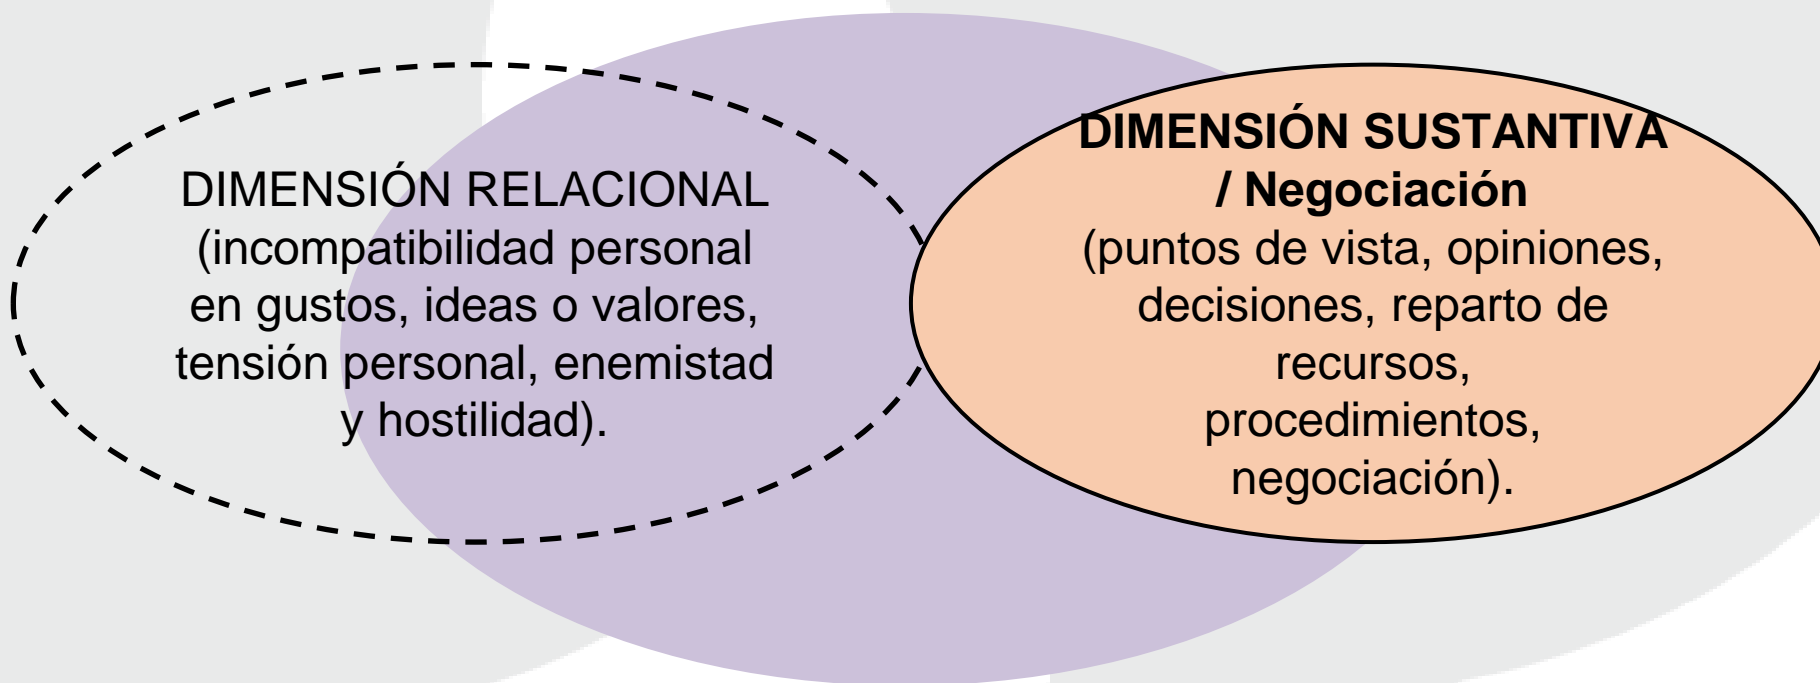 DIMENSIÓN RELACIONAL
(incompatibilidad personal
en gustos, ideas o valores,
tensión personal, enemistad
y hostilidad).
DIMENSIÓN SUSTANTIVA
/ Negociación
(puntos de vista, opiniones,
decisiones, reparto de
recursos,
procedimientos,
negociación).